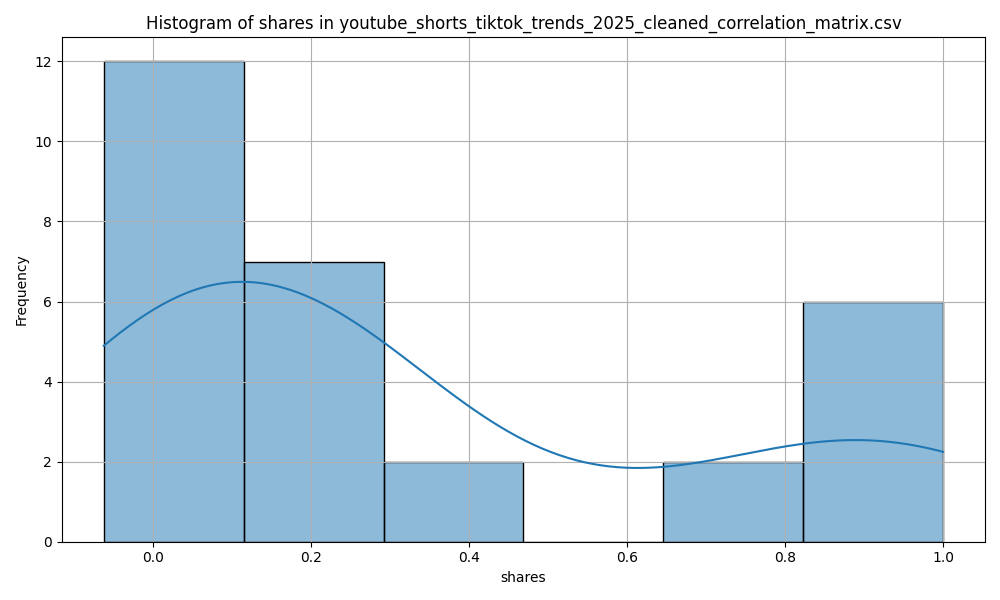 Histogram of shares in youtube_shorts_tiktok_trends_2025_cleaned_correlation_matrix.csv
12
10
8
6
4
2
0
Frequency
0.0 0.2 0.4 0.6 0.8 1.0
shares